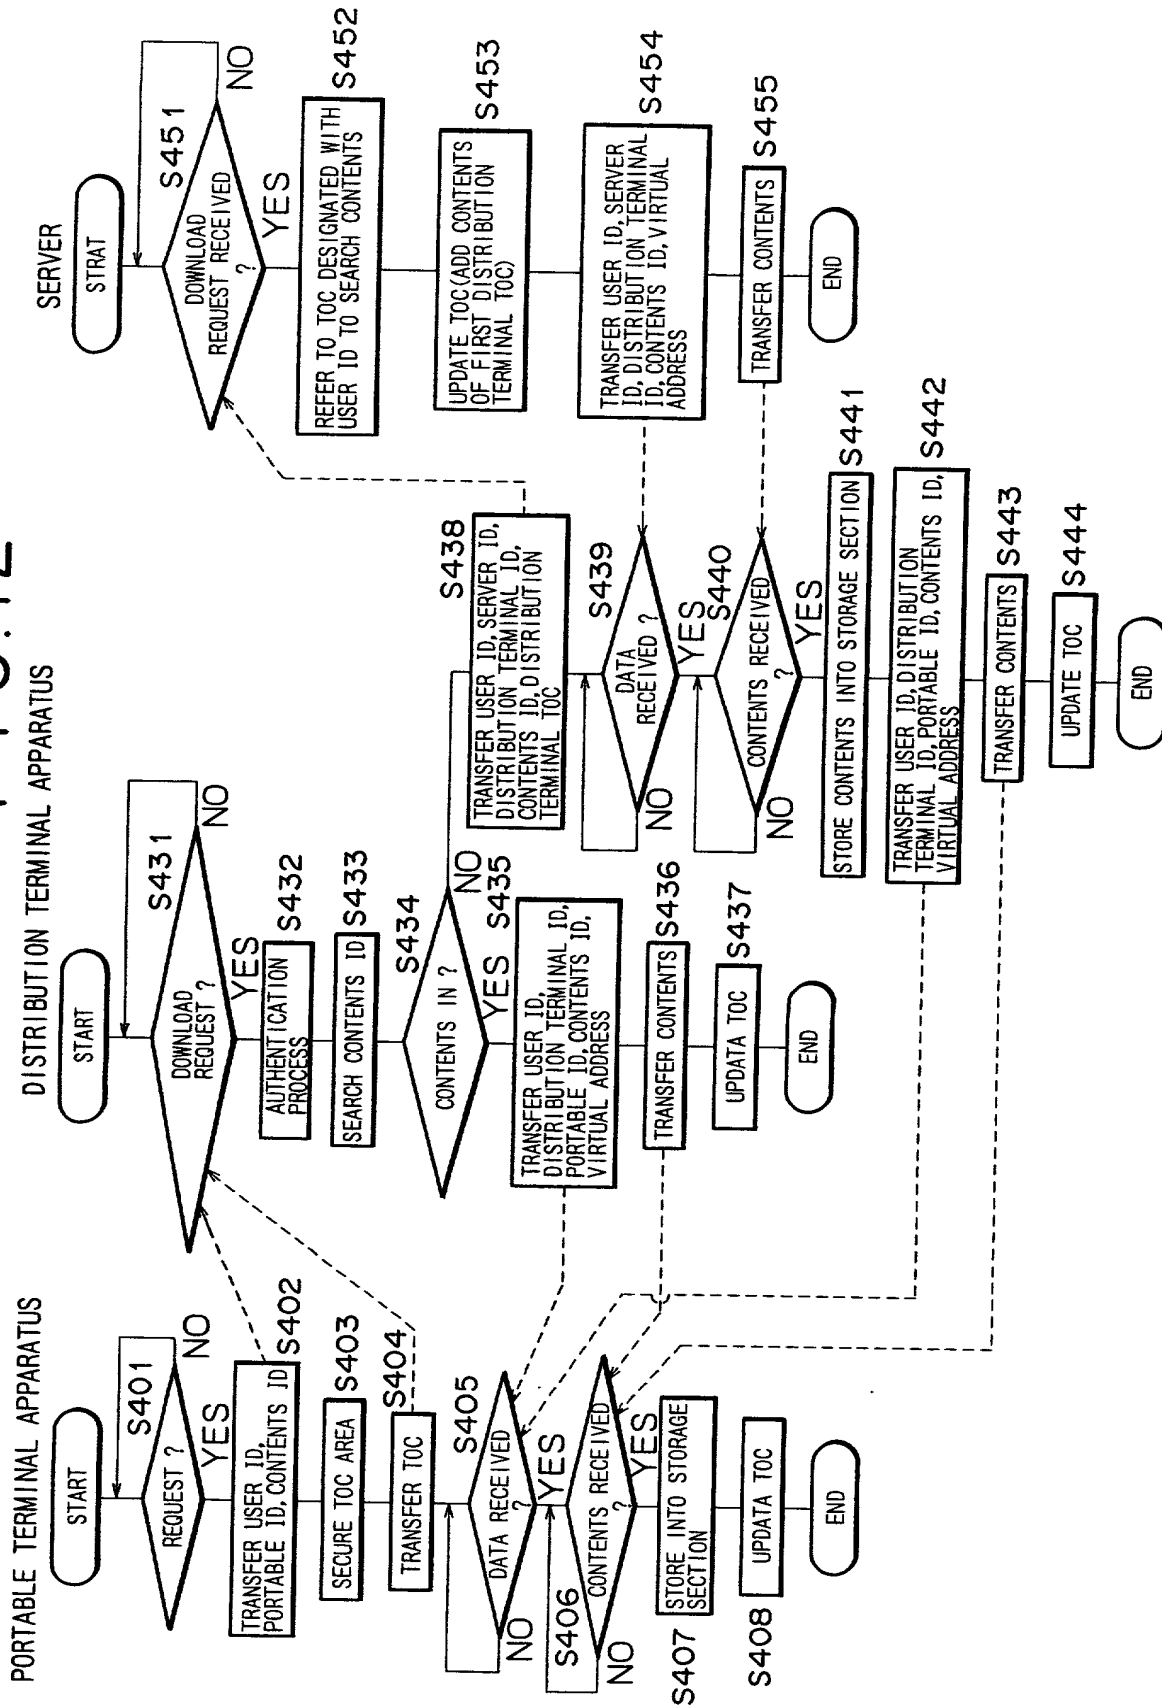 PORTABLE TERMINAL APPARATUS
START
S401
REQUEST ?
NO
YES
TRANSFER USER ID,
PORTABLE ID,CONTENTS ID
S402
SECURE TOC AREA
S403
TRANSFER TOC
S404
S405
DATA RECEIVED
?
NO
YES
S406
CONTENTS RECEIVED
?
NO
YES
STORE INTO STORAGE
SECTION
S407
UPDATA TOC
S408
END
DISTRIBUTION TERMINAL APPARATUS
START
S431
DOWNLOAD
REQUEST ?
NO
YES
AUTHENTICATION
PROCESS
S432
SEARCH CONTENTS ID
S433
S434
CONTENTS IN ?
NO
YES
S435
TRANSFER USER ID,
DISTRIBUTION TERMINAL ID,
PORTABLE ID,CONTENTS ID,
VIRTUAL ADDRESS
TRANSFER CONTENTS
S436
UPDATA TOC
S437
END
S438
TRANSFER USER ID,SERVER ID,
DISTRIBUTION TERMINAL ID,
CONTENTS ID,DISTRIBUTION
TERMINAL TOC
S439
DATA
RECEIVED ?
NO
YES
S440
CONTENTS RECEIVED
?
NO
YES
STORE CONTENTS INTO STORAGE SECTION
S441
TRANSFER USER ID,DISTRIBUTION
TERMINAL ID,PORTABLE ID,CONTENTS ID,
VIRTUAL ADDRESS
S442
TRANSFER CONTENTS
S443
UPDATE TOC
S444
END
SERVER
STRAT
S451
DOWNLOAD
REQUEST RECEIVED
?
NO
YES
REFER TO TOC DESIGNATED WITH
USER ID TO SEARCH CONTENTS
S452
UPDATE TOC(ADD CONTENTS
OF FIRST DISTRIBUTION
TERMINAL TOC)
S453
TRANSFER USER ID,SERVER
ID,DISTRIBUTION TERMINAL
ID,CONTENTS ID,VIRTUAL
ADDRESS
S454
TRANSFER CONTENTS
S455
END